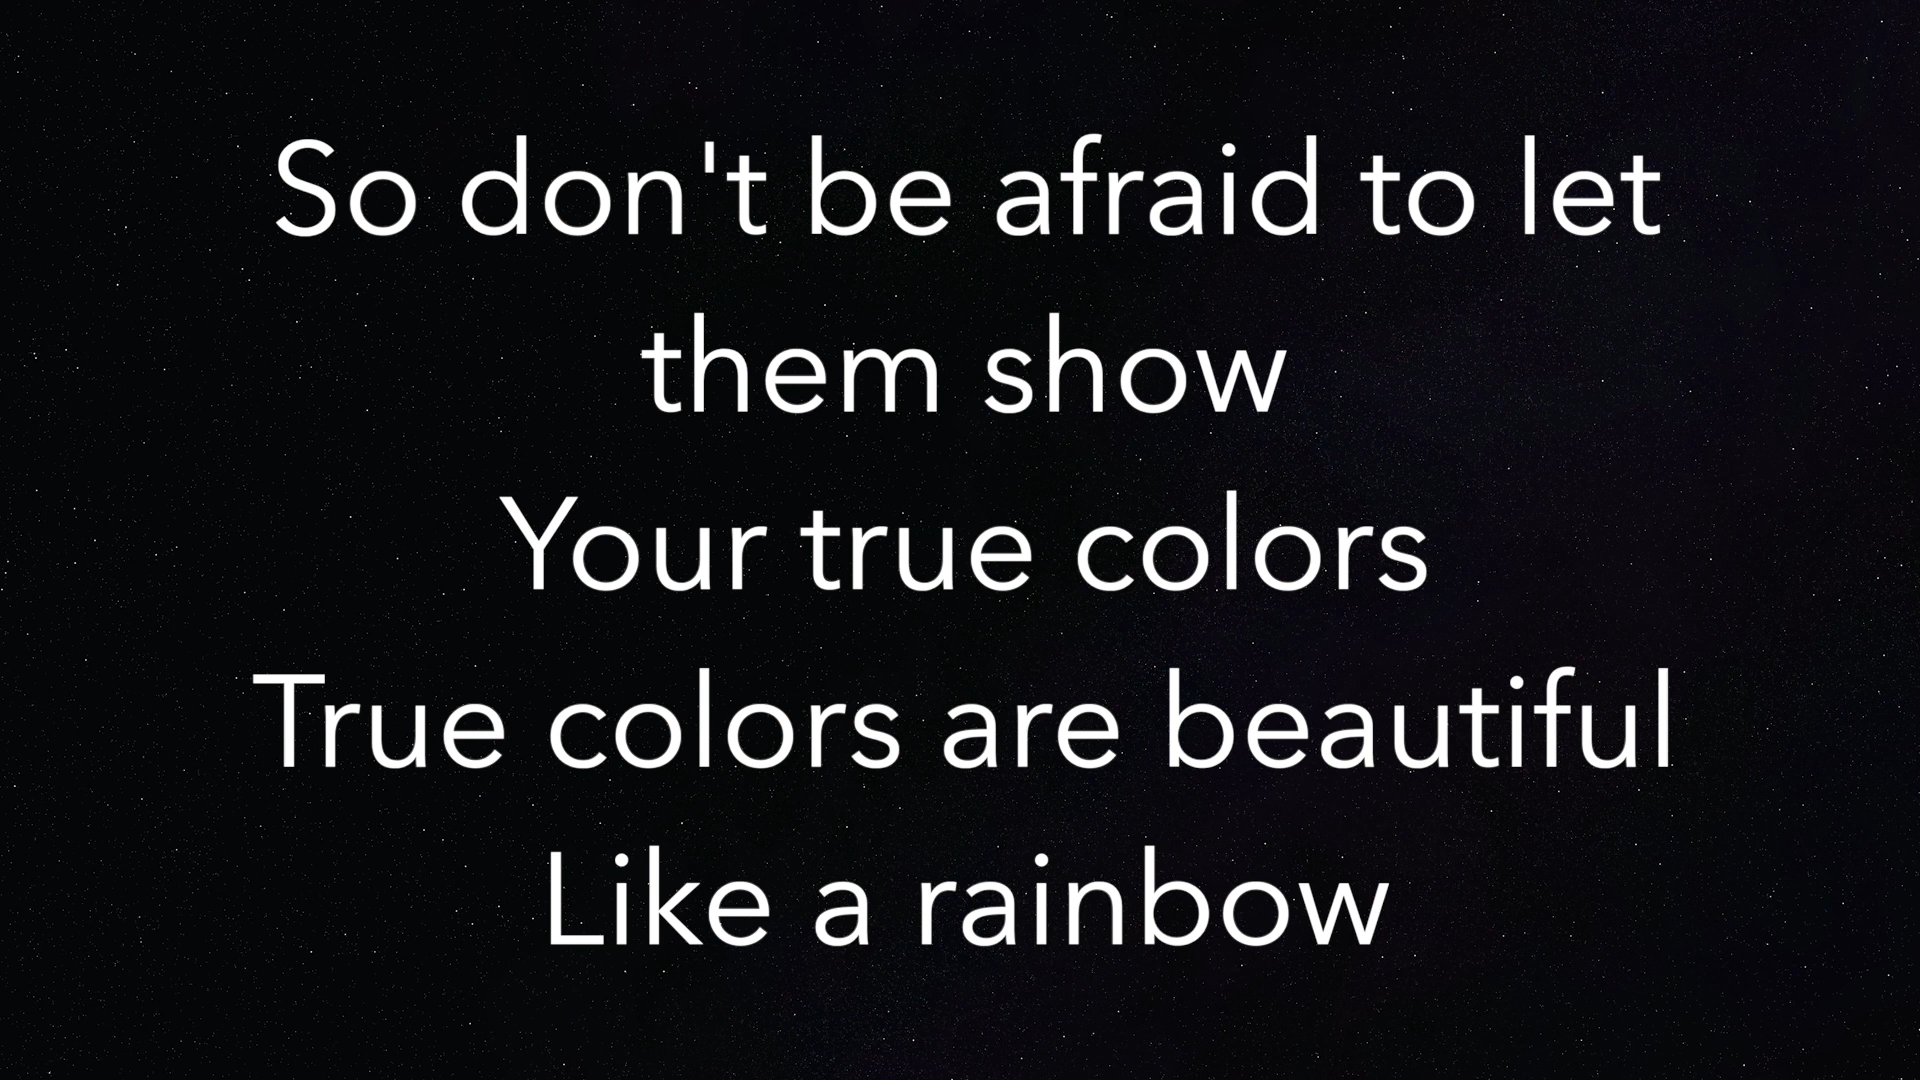 So don't be afraid to let
them show
Your true colors
True colors are beautiful
Like a rainbow